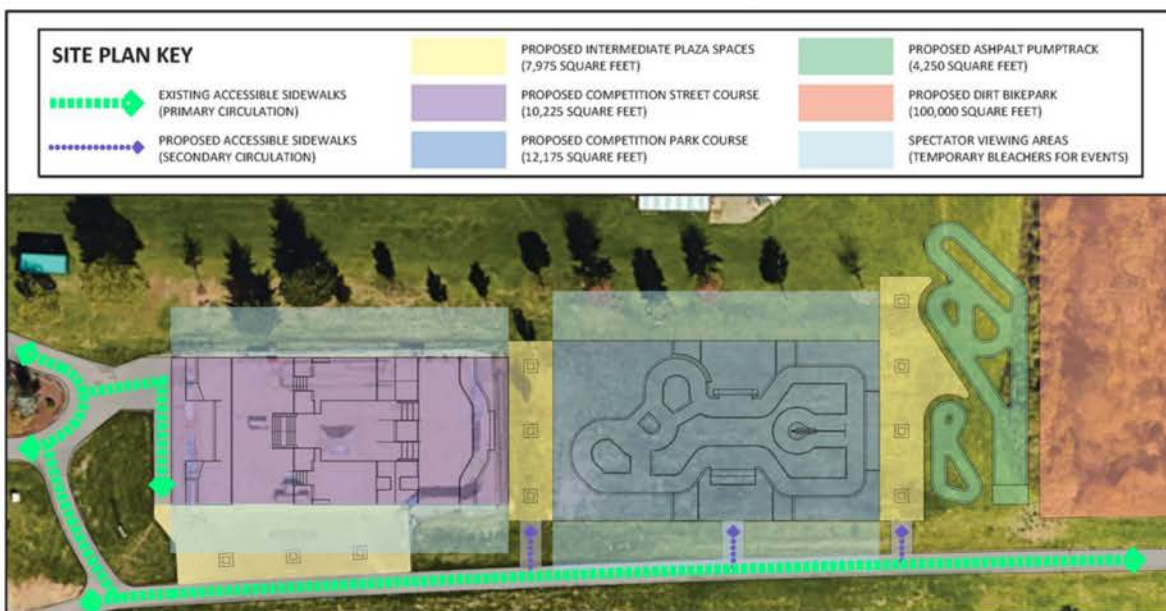 SITE PLAN KEY
EXISTING ACCESSIBLE SIDEWALKS
(PRIMARY CIRCULATION)
PROPOSED ACCESSIBLE SIDEWALKS
(SECONDARY CIRCULATION)
PROPOSED INTERMEDIATE PLAZA SPACES
(7,975 SQUARE FEET)
PROPOSED COMPETITION STREET COURSE
(10,225 SQUARE FEET)
PROPOSED COMPETITION PARK COURSE
(12,175 SQUARE FEET)
PROPOSED ASHPALT PUMPTRACK
(4,250 SQUARE FEET)
PROPOSED DIRT BIKEPARK
(100,000 SQUARE FEET)
SPECTATOR VIEWING AREAS
(TEMPORARY BLEACHERS FOR EVENTS)